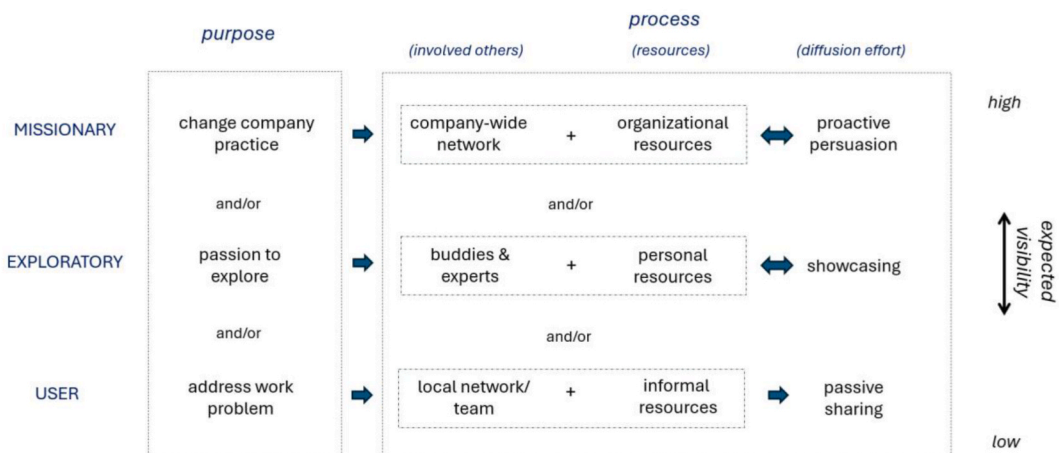 purpose
process
(involved others)
(resources)
(diffusion effort)
high
MISSIONARY
change company
practice
company-wide
network
+
organizational
resources
proactive
persuasion
and/or
and/or
EXPLORATORY
passion to
explore
buddies &
experts
+
personal
resources
showcasing
expected
visibility
and/or
and/or
USER
address work
problem
local network/
team
+
informal
resources
passive
sharing
low